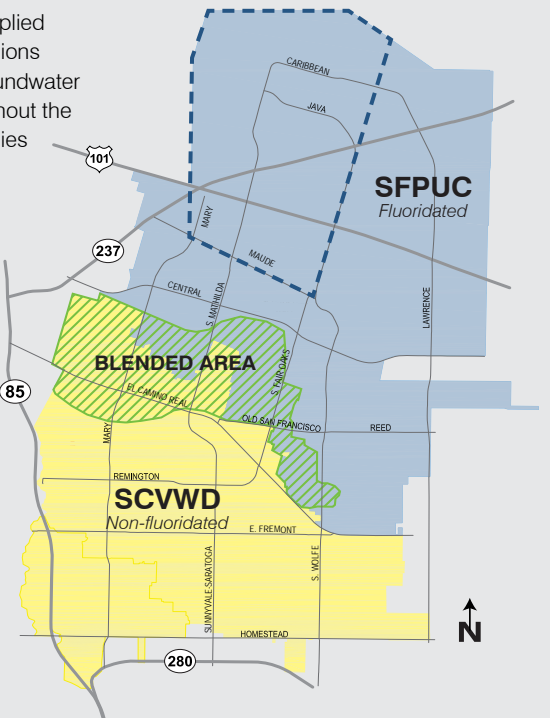 plied
ions
undwater
hout the
ies
CARIBBEAN
JAVA
101
SFPUC
Fluoridated
MARY
237
MAUDE
CENTRAL
S. MATHILDA
LAWRENCE
BLENDED AREA
S. FAIR OAKS
85
EL CAMINO REAL
OLD SAN FRANCISCO
REED
MARY
REMINGTON
SCVWD
Non-fluoridated
E. FREMONT
SUNNYVALE SARATOGA
S. WOLFE
HOMESTEAD
N
280